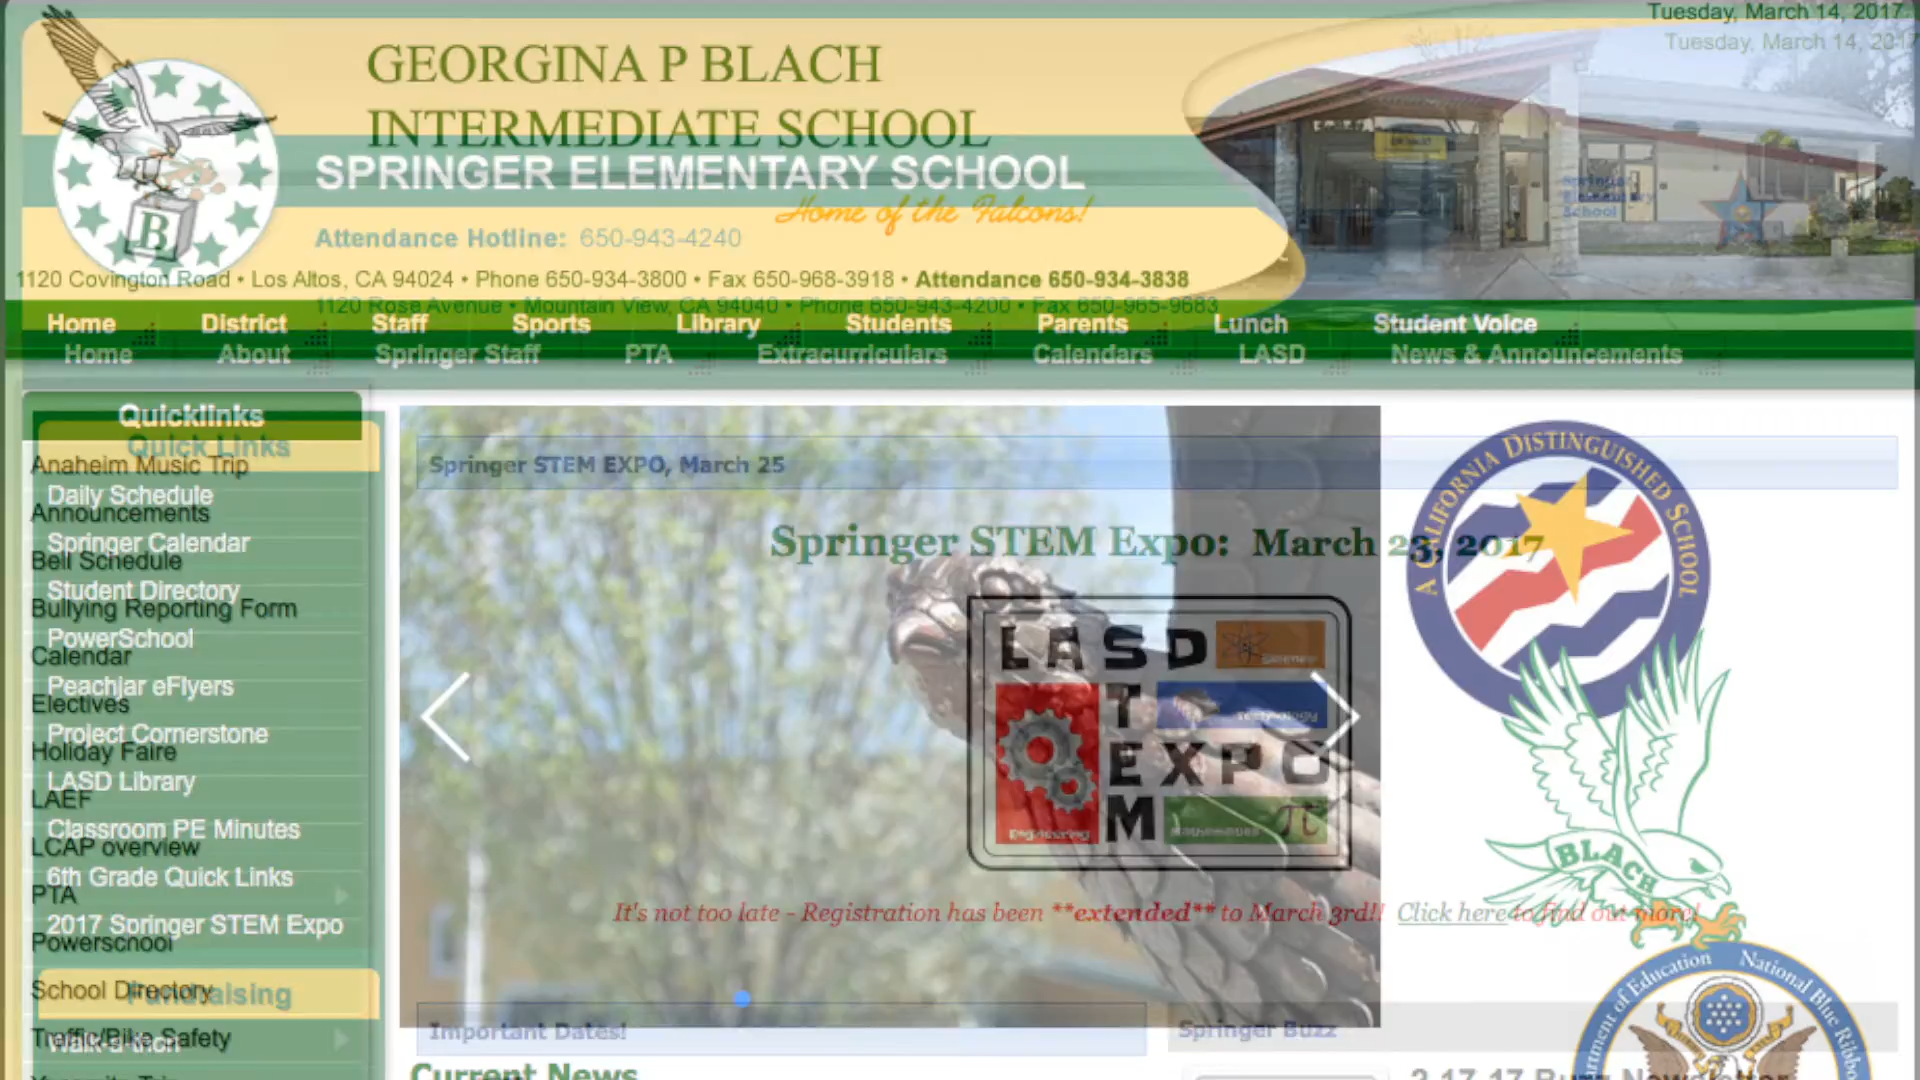 Tuesday, March 14, 2017
Tuesday, March 14, 2017
GEORGINA P BLACH
INTERMEDIATE SCHOOL
SPRINGER ELEMENTARY SCHOOL
Home of the Falcons!
Attendance Hotline: 650-943-4240
B
Springer
Elementary
School
1120 Covington Road • Los Altos, CA 94024 • Phone 650-934-3800 • Fax 650-968-3918 • Attendance 650-934-3838
1120 Rose Avenue • Mountain View, CA 94040 • Phone 650-943-4200 • Fax 650-965-9683
Home District Staff Sports Library Students Parents Lunch Student Voice
Home About Springer Staff PTA Extracurriculars Calendars LASD News & Announcements
Quicklinks
Quick Links
Anaheim Music Trip
Daily Schedule
Announcements
Springer Calendar
Bell Schedule
Student Directory
Bullying Reporting Form
PowerSchool
Calendar
Peachjar eFlyers
Electives
Project Cornerstone
Holiday Faire
LASD Library
LAEF
Classroom PE Minutes
LCAP overview
6th Grade Quick Links
PTA
2017 Springer STEM Expo
Powerschool
School Directory
Fundraising
Traffic/Bike Safety
Walk-a-thon
Springer STEM EXPO, March 25
Springer STEM Expo: March 23, 2017
LASD
Science
T
Technology
EXPO
M
Engineering
Mathematics
π
It's not too late - Registration has been **extended** to March 3rd!! Click here to find out more!
A CALIFORNIA DISTINGUISHED SCHOOL
BLACH
of Education National Blue
Important Dates!
Springer Buzz
Current News
2-17-17 Buzz Newsletter